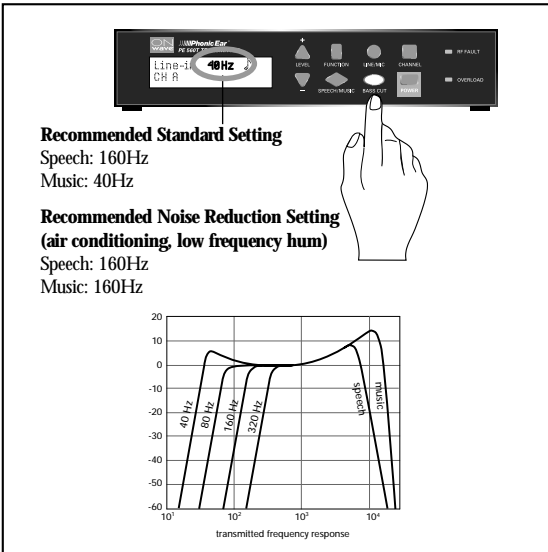 ON
wave
PhonicEar
PE 560T
Line-i 40Hz
CH A
+
LEVEL FUNCTION LINE/MIC CHANNEL RF FAULT
− SPEECH/MUSIC BASS CUT POWER OVERLOAD
Recommended Standard Setting
Speech: 160Hz
Music: 40Hz
Recommended Noise Reduction Setting
(air conditioning, low frequency hum)
Speech: 160Hz
Music: 160Hz
20
10
0
-10
-20
-30
-40
-50
-60
40 Hz
80 Hz
160 Hz
320 Hz
speech
music
10¹ 10² 10³ 10⁴
transmitted frequency response